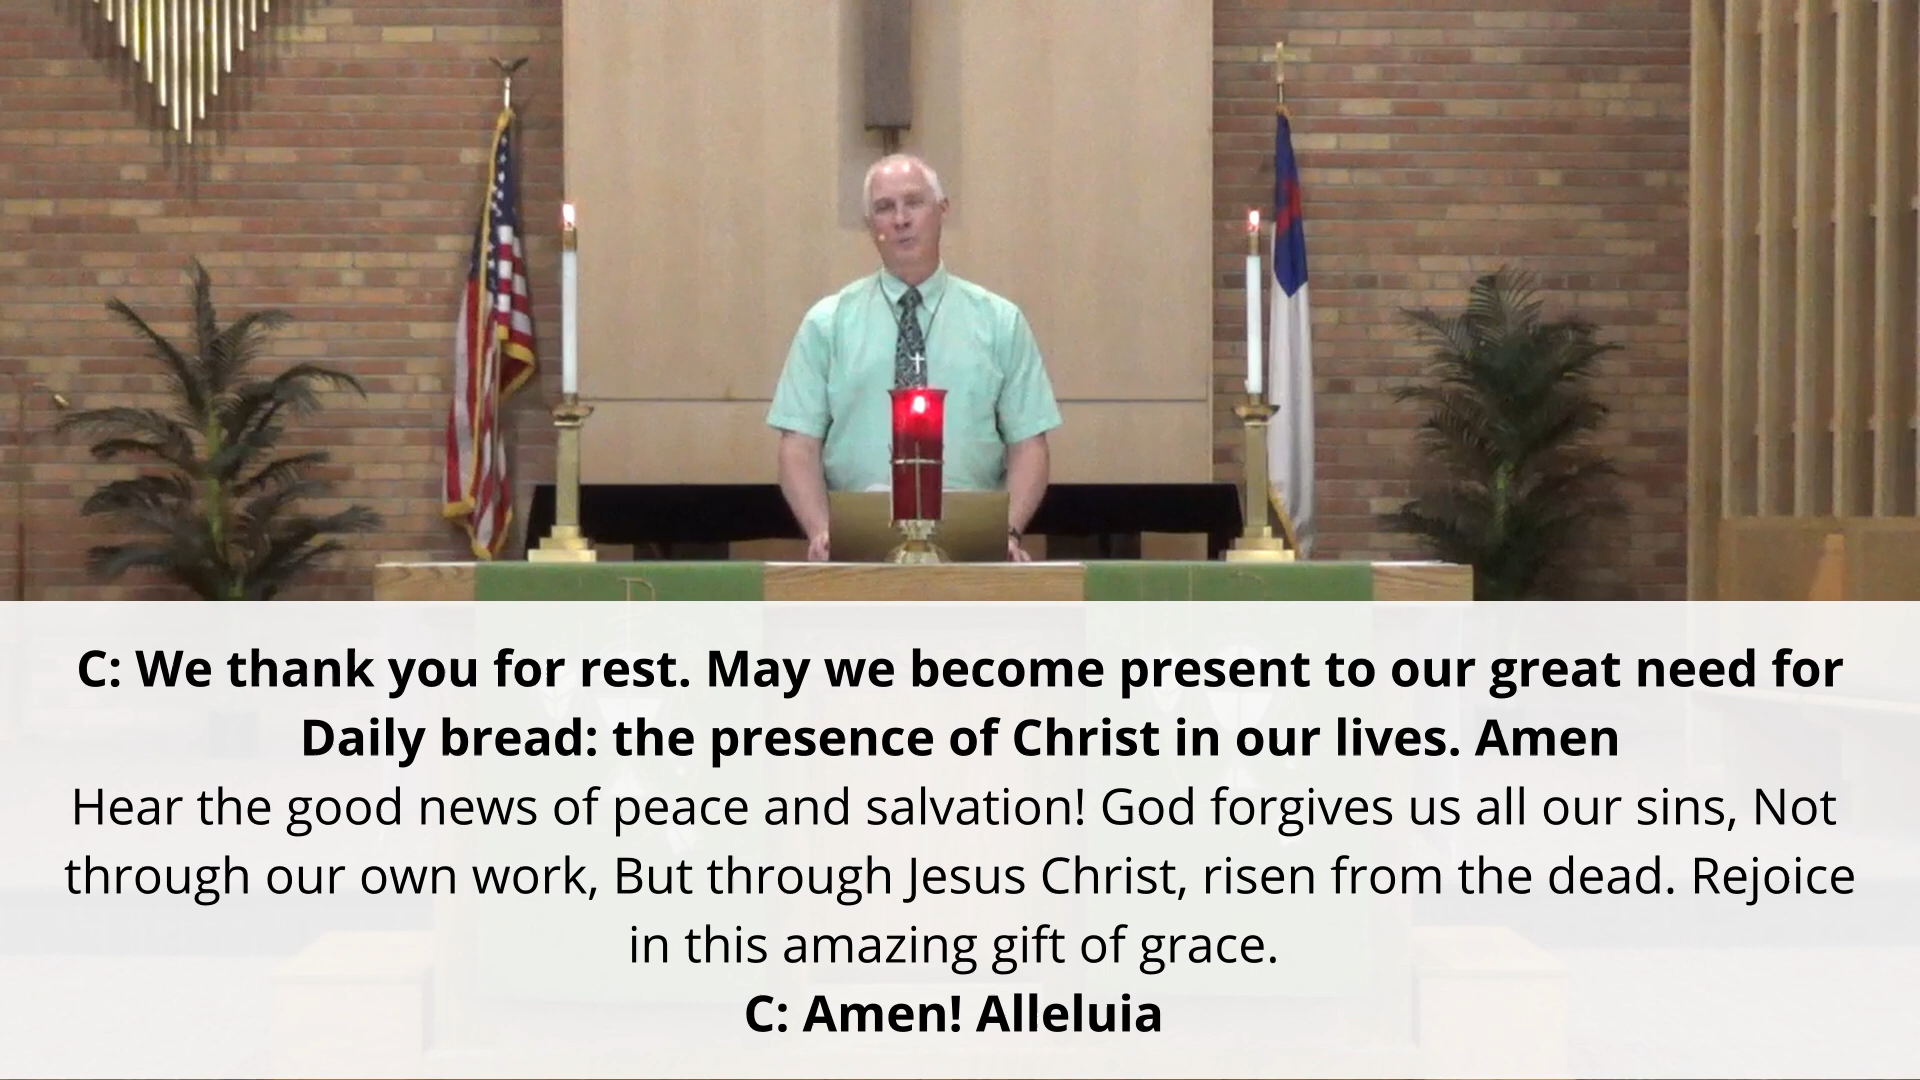 C: We thank you for rest. May we become present to our great need for
Daily bread: the presence of Christ in our lives. Amen
Hear the good news of peace and salvation! God forgives us all our sins, Not
through our own work, But through Jesus Christ, risen from the dead. Rejoice
in this amazing gift of grace.
C: Amen! Alleluia